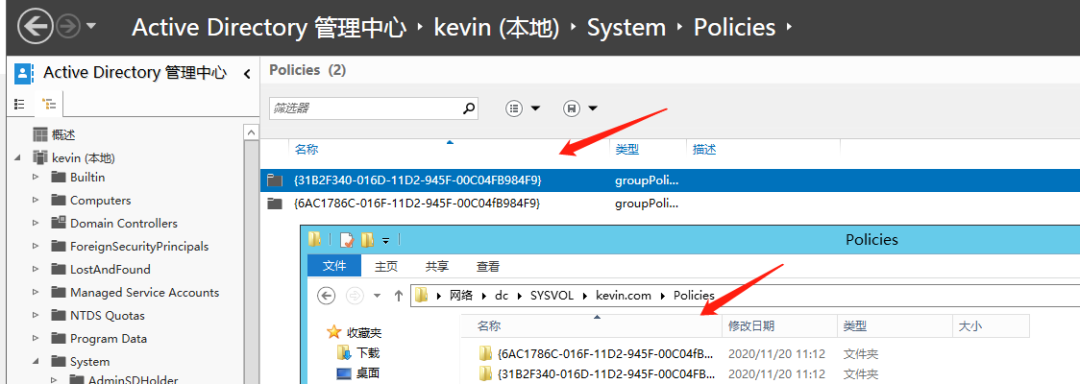 Active Directory 管理中心 · kevin (本地) · System · Policies ·
Active Directory 管理中心
概述
kevin (本地)
Builtin
Computers
Domain Controllers
ForeignSecurityPrincipals
LostAndFound
Managed Service Accounts
NTDS Quotas
Program Data
System
AdminSDHolder
Policies (2)
筛选器
名称 类型 描述
{31B2F340-016D-11D2-945F-00C04FB984F9} groupPoli...
{6AC1786C-016F-11D2-945F-00C04fB984F9} groupPoli...
Policies
文件 主页 共享 查看
网络 dc SYSVOL kevin.com Policies
收藏夹
下载
桌面
名称 修改日期 类型 大小
{6AC1786C-016F-11D2-945F-00C04fB... 2020/11/20 11:12 文件夹
{31B2F340-016D-11D2-945F-00C04FB... 2020/11/20 11:12 文件夹